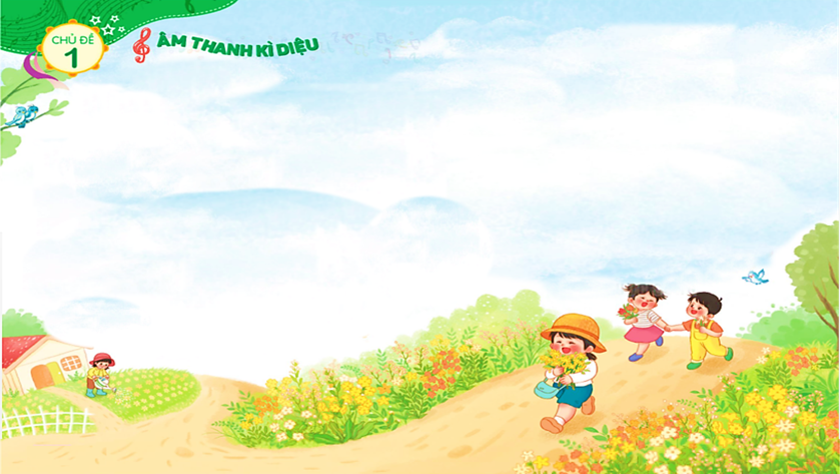 CHỦ ĐỀ
1
ÂM THANH KÌ DIỆU